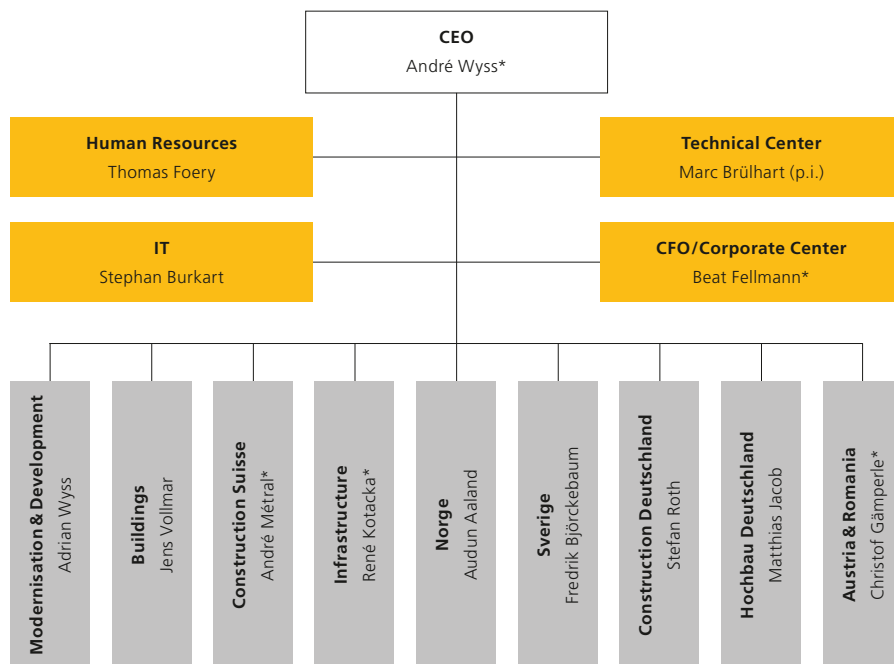 CEO
André Wyss*
Human Resources
Thomas Foery
Technical Center
Marc Brülhart (p.i.)
IT
Stephan Burkart
CFO/Corporate Center
Beat Fellmann*
Modernisation & Development
Adrian Wyss
Buildings
Jens Vollmar
Construction Suisse
André Métral*
Infrastructure
René Kotacka*
Norge
Audun Aaland
Sverige
Fredrik Björckebaum
Construction Deutschland
Stefan Roth
Hochbau Deutschland
Matthias Jacob
Austria & Romania
Christof Gämperle*